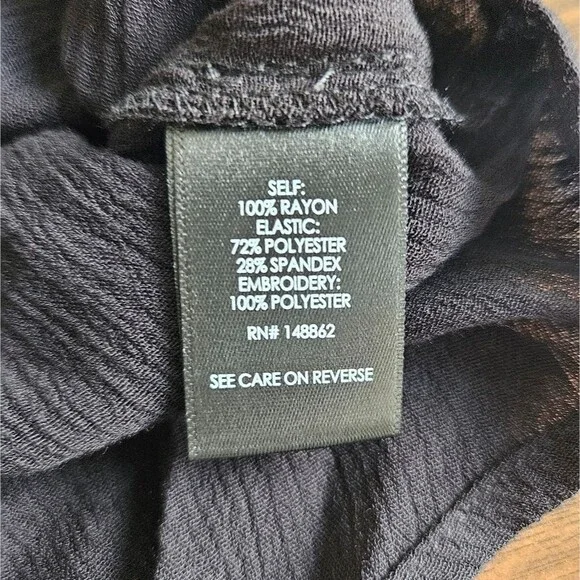 SELF:
100% RAYON
ELASTIC:
72% POLYESTER
28% SPANDEX
EMBROIDERY:
100% POLYESTER
RN# 148862
SEE CARE ON REVERSE